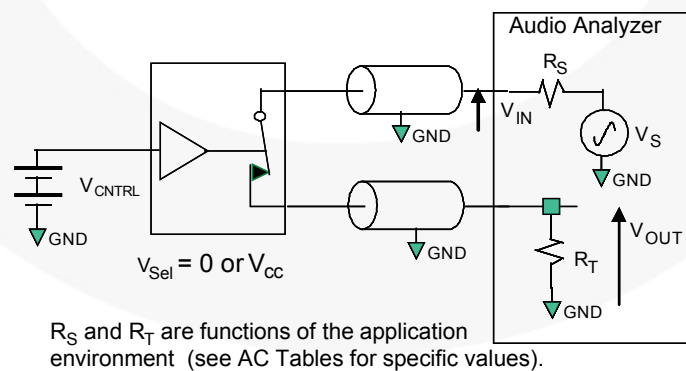 Audio Analyzer
R_S
V_IN
V_S
GND
GND
V_CNTRL
GND
GND
V_OUT
R_T
GND
V_Sel = 0 or V_cc
R_S and R_T are functions of the application
environment (see AC Tables for specific values).